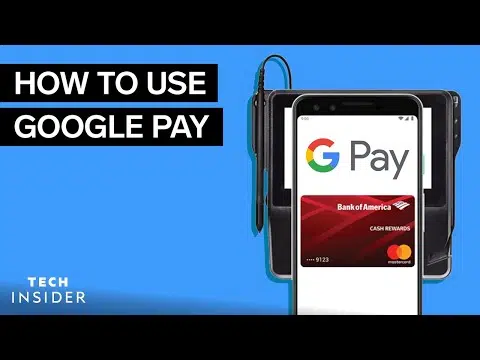 HOW TO USE
GOOGLE PAY
G Pay
Bank of America
CASH REWARDS
.... 9123
mastercard
TECH
INSIDER